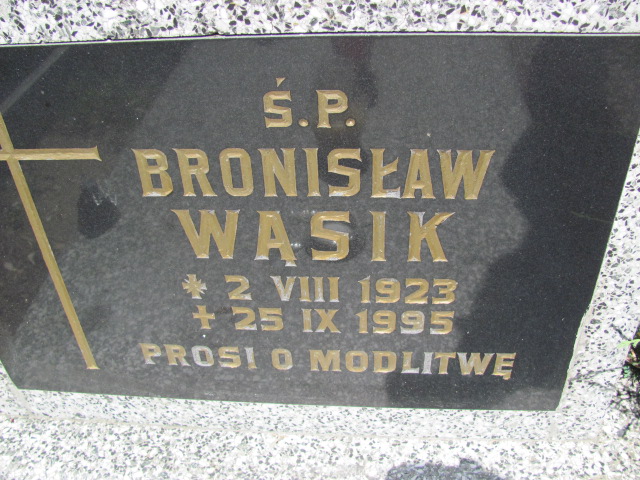 Ś.P.
BRONISŁAW
WĄSIK
* 2 VIII 1923
✝ 25 IX 1995
PROSI O MODLITWĘ